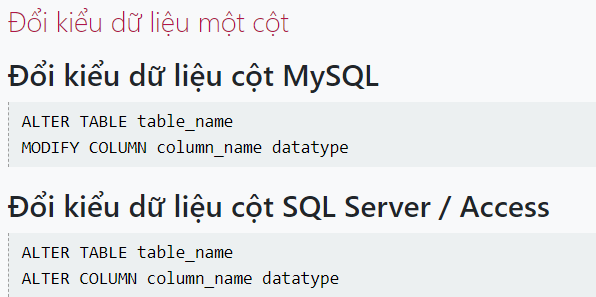 Đổi kiểu dữ liệu một cột
Đổi kiểu dữ liệu cột MySQL
ALTER TABLE table_name
MODIFY COLUMN column_name datatype
Đổi kiểu dữ liệu cột SQL Server / Access
ALTER TABLE table_name
ALTER COLUMN column_name datatype